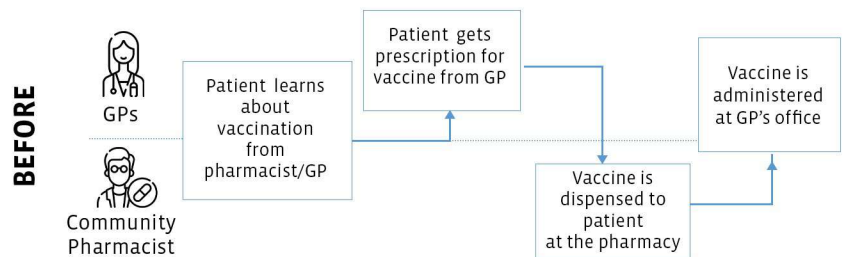 BEFORE
GPs
Community
Pharmacist
Patient learns
about
vaccination
from
pharmacist/GP
Patient gets
prescription for
vaccine from GP
Vaccine is
dispensed to
patient
at the pharmacy
Vaccine is
administered
at GP's office